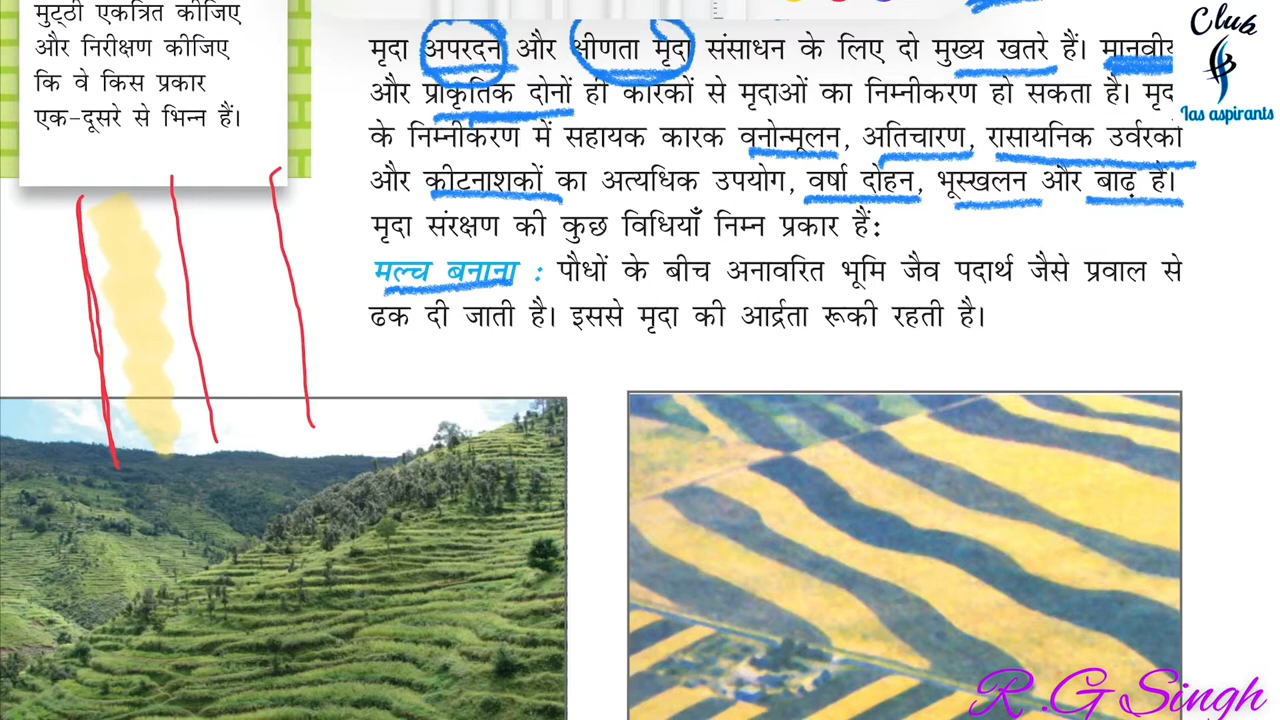 मुट्ठी एकत्रित कीजिए
और निरीक्षण कीजिए
कि वे किस प्रकार
एक-दूसरे से भिन्न हैं।
मृदा अपरदन और क्षीणता मृदा संसाधन के लिए दो मुख्य खतरे हैं। मानवीय
और प्राकृतिक दोनों ही कारकों से मृदाओं का निम्नीकरण हो सकता है। मृद
के निम्नीकरण में सहायक कारक वनोन्मूलन, अतिचारण, रासायनिक उर्वरकों
और कीटनाशकों का अत्यधिक उपयोग, वर्षा दोहन, भूस्खलन और बाढ़ हैं।
मृदा संरक्षण की कुछ विधियाँ निम्न प्रकार हैं:
मल्च बनाना : पौधों के बीच अनावरित भूमि जैव पदार्थ जैसे प्रवाल से
ढक दी जाती है। इससे मृदा की आर्द्रता रूकी रहती है।
Club
Ias aspirants
R.G Singh